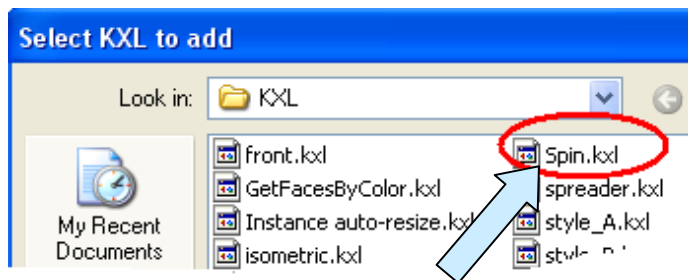 Select KXL to add
Look in: KXL
front.kxl Spin.kxl
GetFacesByColor.kxl spreader.kxl
Instance auto-resize.kxl style_A.kxl
isometric.kxl
My Recent
Documents